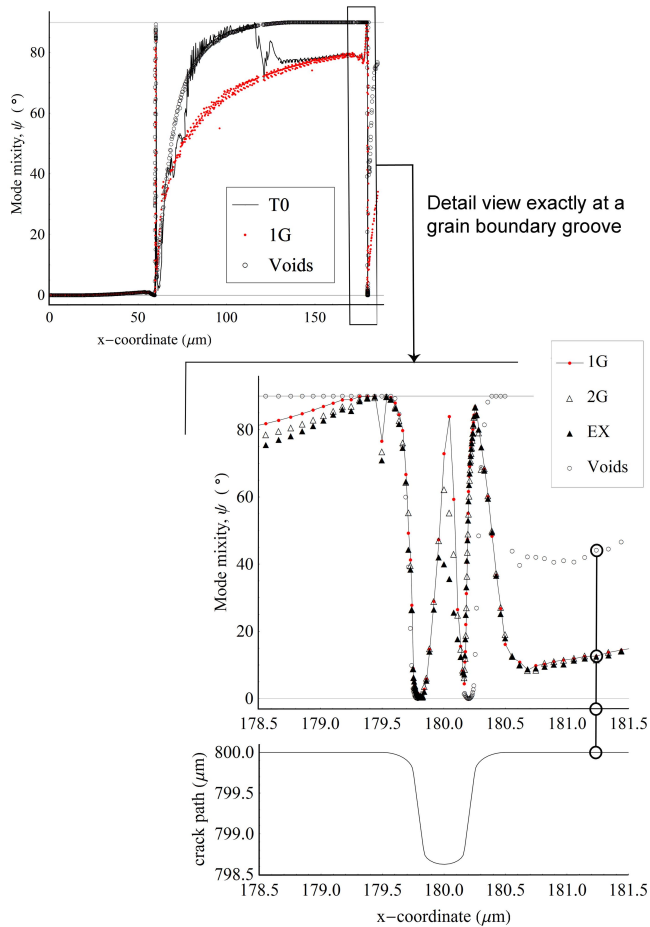 80
60
40
20
0
Mode mixity, ψ (°)
T0
1G
Voids
0
50
100
150
x−coordinate (μm)
Detail view exactly at a
grain boundary groove
1G
2G
EX
Voids
80
60
40
20
0
Mode mixity, ψ (°)
178.5
179.0
179.5
180.0
180.5
181.0
181.5
800.0
799.5
799.0
798.5
crack path (μm)
178.5
179.0
179.5
180.0
180.5
181.0
181.5
x−coordinate (μm)